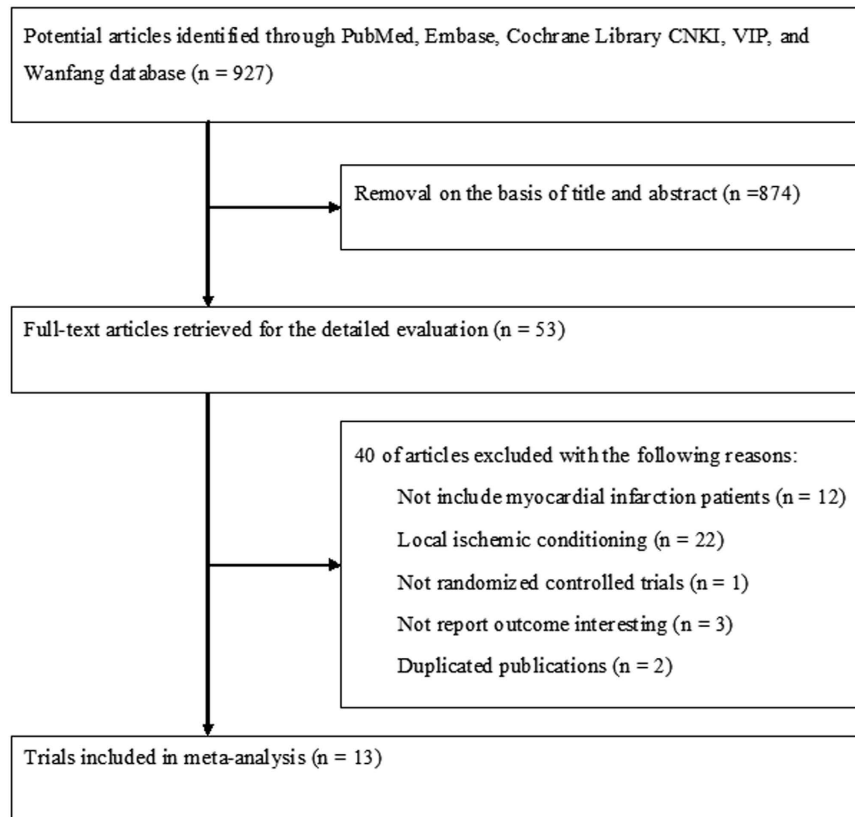 Potential articles identified through PubMed, Embase, Cochrane Library CNKI, VIP, and
Wanfang database (n = 927)
Removal on the basis of title and abstract (n =874)
Full-text articles retrieved for the detailed evaluation (n = 53)
40 of articles excluded with the following reasons:
Not include myocardial infarction patients (n = 12)
Local ischemic conditioning (n = 22)
Not randomized controlled trials (n = 1)
Not report outcome interesting (n = 3)
Duplicated publications (n = 2)
Trials included in meta-analysis (n = 13)